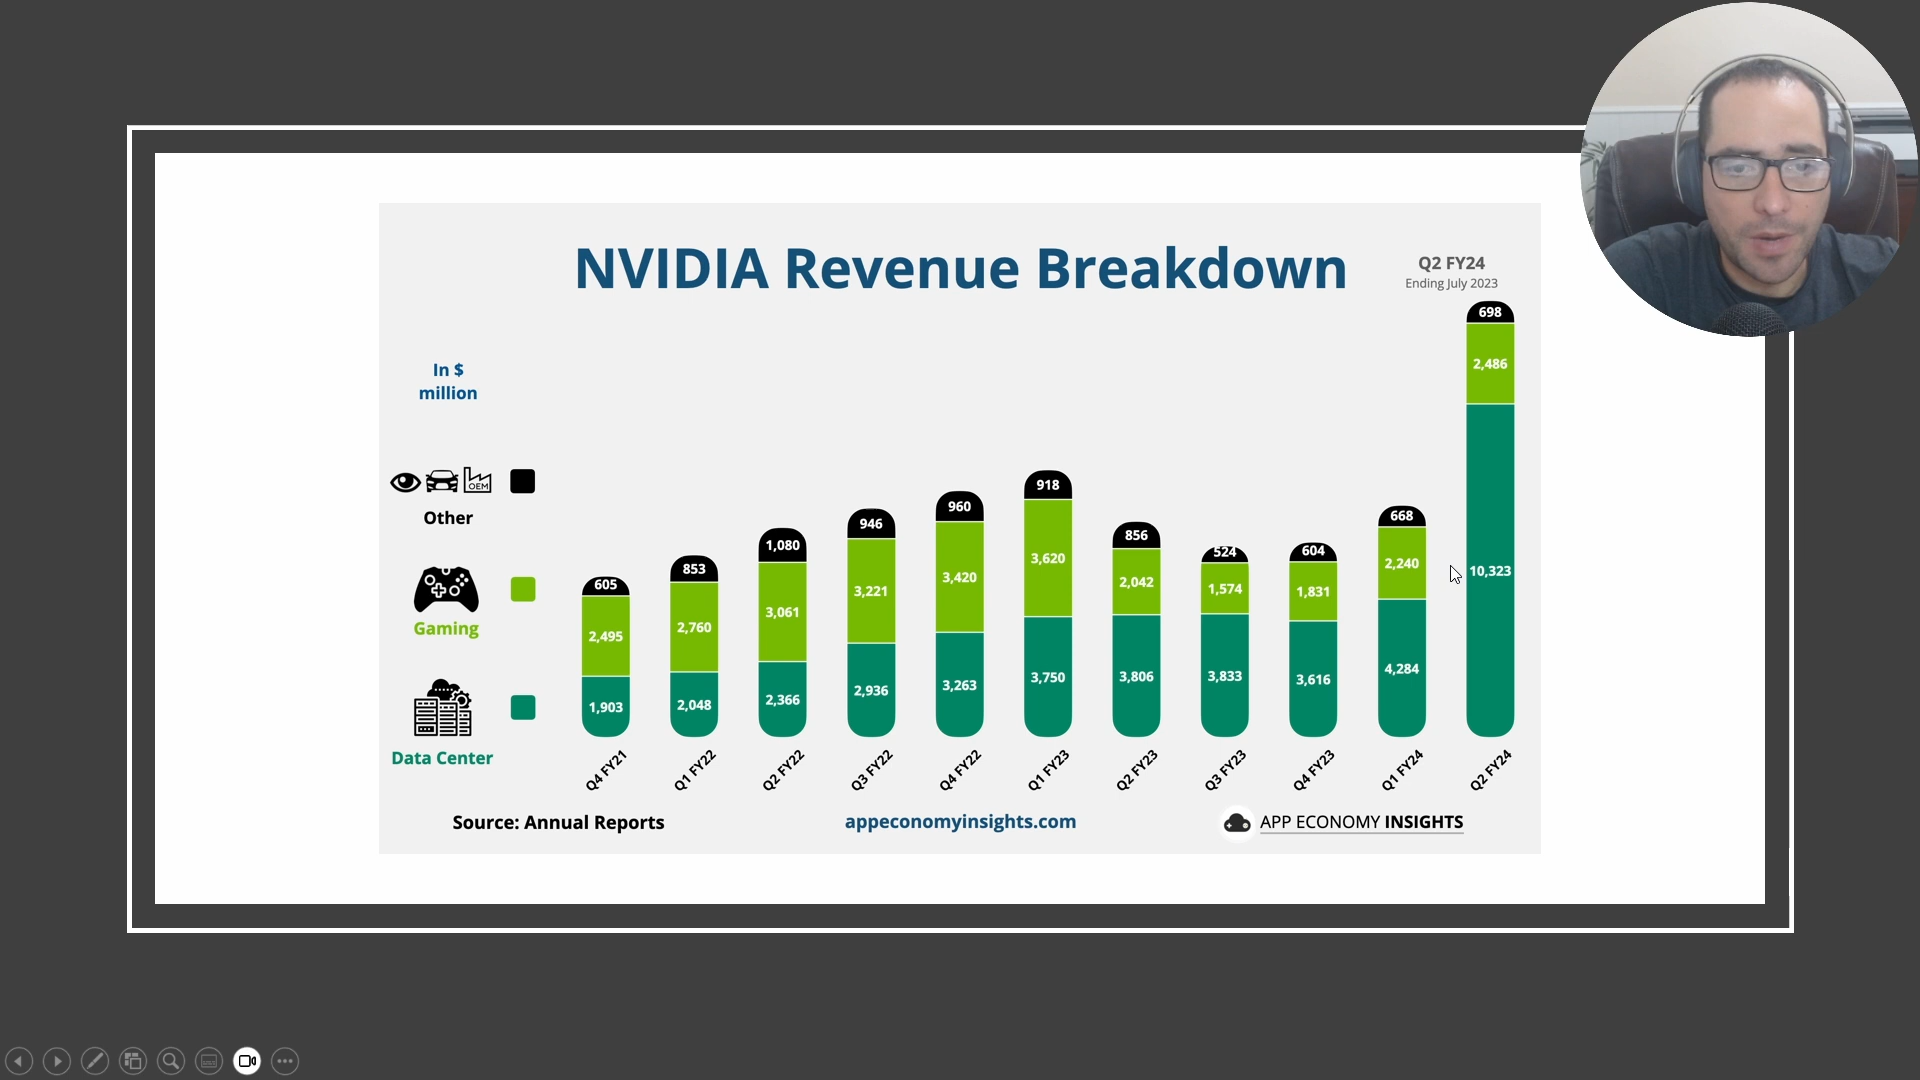 NVIDIA Revenue Breakdown
Q2 FY24
Ending July 2023
In $
million
OEM
Other
Gaming
Data Center
605
2,495
1,903
853
2,760
2,048
1,080
3,061
2,366
946
3,221
2,936
960
3,420
3,263
918
3,620
3,750
856
2,042
3,806
524
1,574
3,833
604
1,831
3,616
668
2,240
4,284
698
2,486
10,323
Q4 FY21
Q1 FY22
Q2 FY22
Q3 FY22
Q4 FY22
Q1 FY23
Q2 FY23
Q3 FY23
Q4 FY23
Q1 FY24
Q2 FY24
Source: Annual Reports
appeconomyinsights.com
APP ECONOMY INSIGHTS